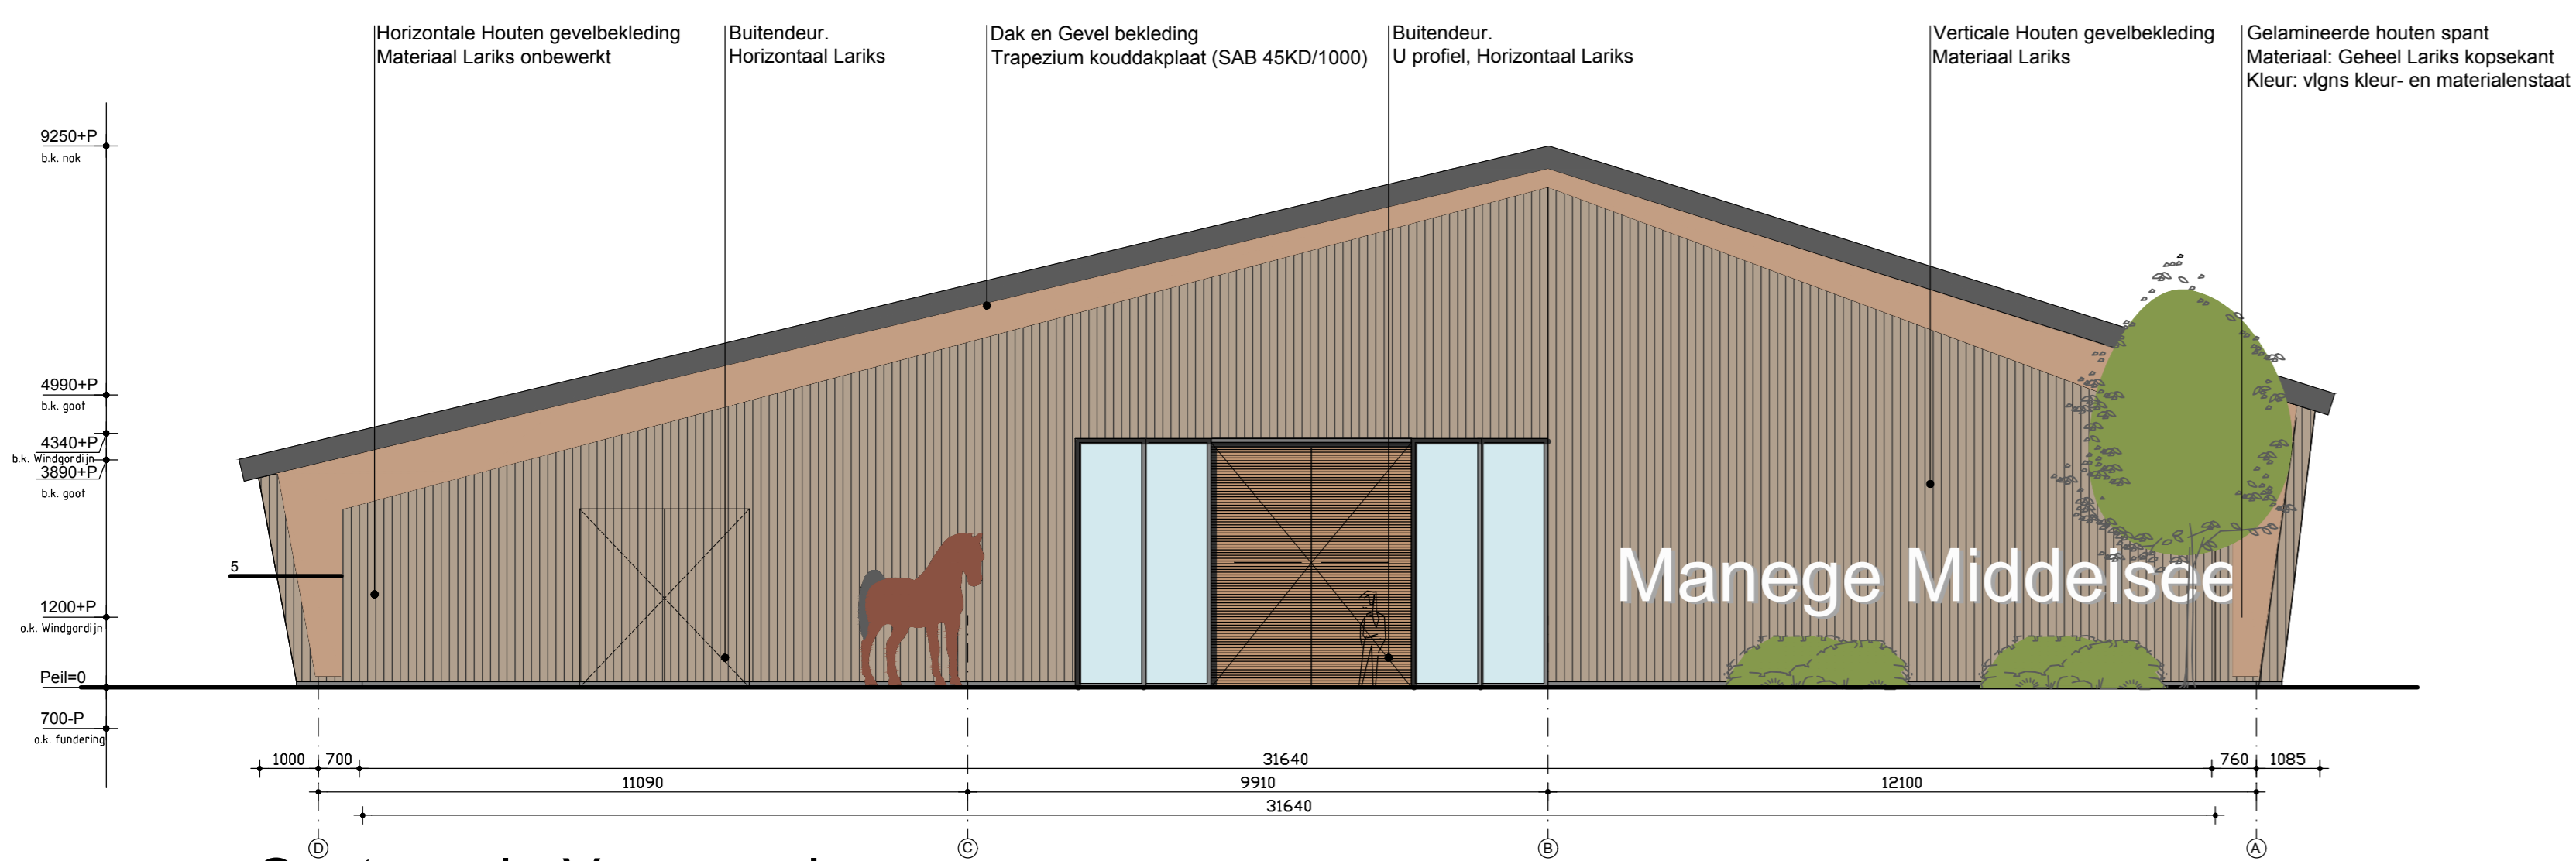 Horizontale Houten gevelbekleding
Materiaal Lariks onbewerkt
Buitendeur.
Horizontaal Lariks
Dak en Gevel bekleding
Trapezium kouddakplaat (SAB 45KD/1000)
Buitendeur.
U profiel, Horizontaal Lariks
Verticale Houten gevelbekleding
Materiaal Lariks
Gelamineerde houten spant
Materiaal: Geheel Lariks kopsekant
Kleur: vlgns kleur- en materialenstaat
9250+P
b.k. nok
4990+P
b.k. goot
4340+P
b.k. Windgordijn
3890+P
b.k. goot
5
1200+P
o.k. Windgordijn
Peil=0
700-P
o.k. fundering
Manege Middelsee
1000 700 31640 760 1085
11090 9910 12100
31640
D C B A